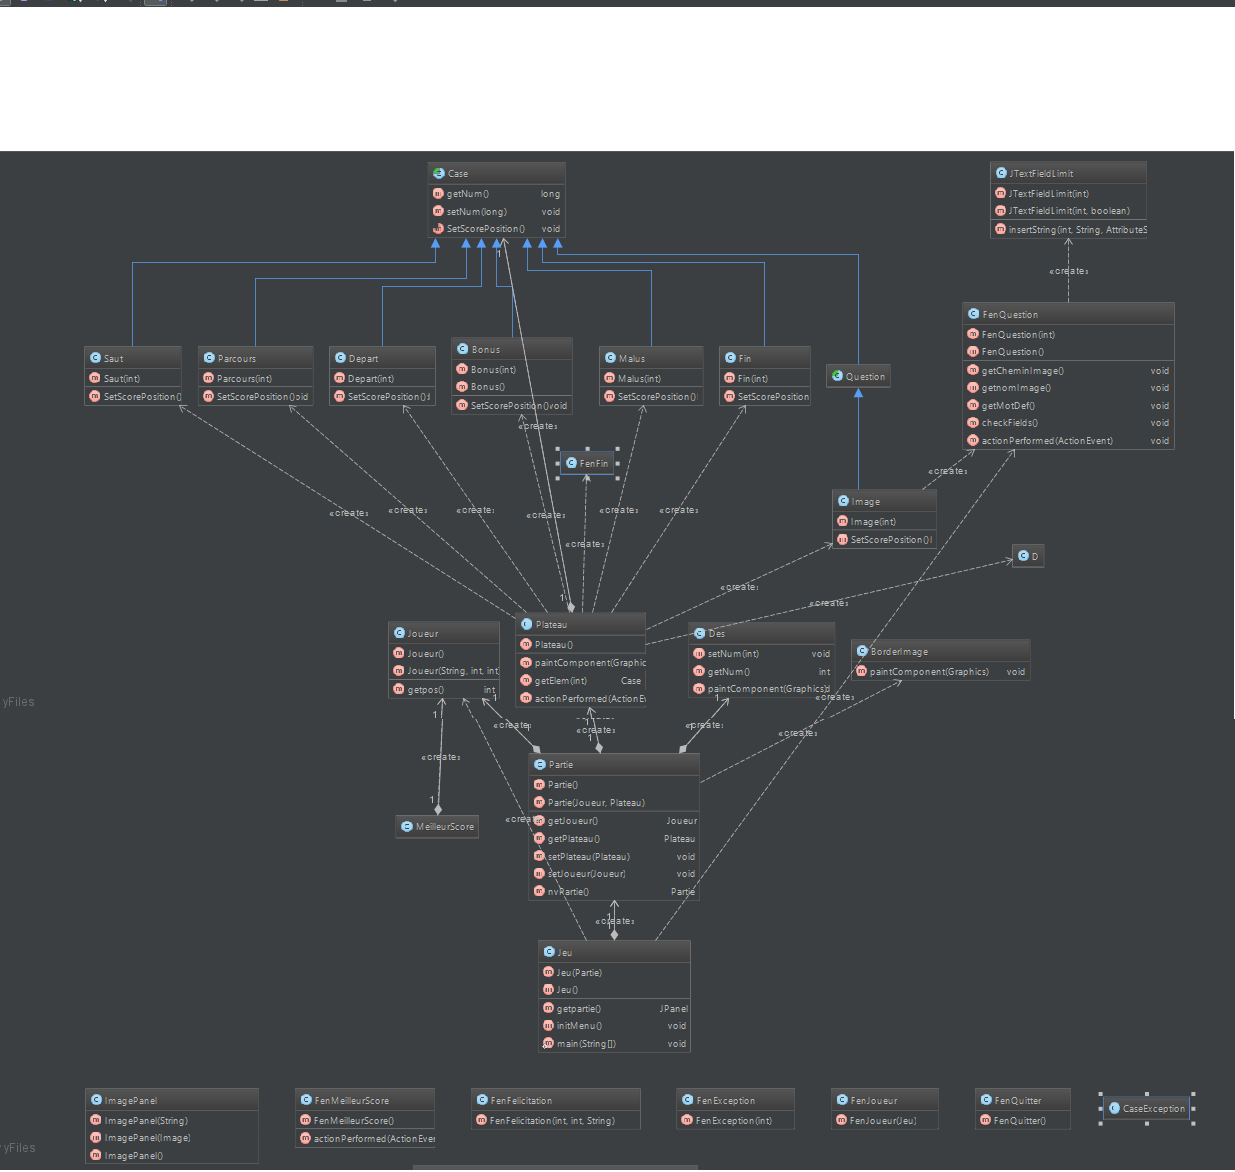 Case
getNum() long
setNum(long) void
SetScorePosition() void
1
JTextFieldLimit
JTextFieldLimit(int)
JTextFieldLimit(int, boolean)
insertString(int, String, AttributeS
«create»
FenQuestion
FenQuestion(int)
FenQuestion()
getCheminImage() void
getnomImage() void
getMotDef() void
checkFields() void
actionPerformed(ActionEvent) void
Saut
Saut(int)
SetScorePosition()
Parcours
Parcours(int)
SetScorePosition()oid
Depart
Depart(int)
SetScorePosition():l
Bonus
Bonus(int)
Bonus()
SetScorePosition()void
Malus
Malus(int)
SetScorePosition()
Fin
Fin(int)
SetScorePosition
Question
«create:
FenFin
«create:
Image
Image(int)
SetScorePosition()l
«create:
«create:
«create:
«create:
«create:
«create:
D
«create:
«create:
1
Joueur
Joueur()
Joueur(String, int, int
getpos() int
Plateau
Plateau()
paintComponent(Graphic
getElem(int) Case
actionPerformed(ActionEv
Des
setNum(int) void
getNum() int
paintComponent(Graphics)d
BorderImage
paintComponent(Graphics) void
«create:
yFiles
1
1
1
1
«create:
1
«create:
1
«create:
«create:
«create:
1
MeilleurScore
Partie
Partie()
Partie(Joueur, Plateau)
getJoueur() Joueur
getPlateau() Plateau
setPlateau(Plateau) void
setJoueur(Joueur) void
nvPartie() Partie
«creat
«create:
1
Jeu
Jeu(Partie)
Jeu()
getpartie() JPanel
initMenu() void
main(String[]) void
ImagePanel
ImagePanel(String)
ImagePanel(Image)
ImagePanel()
FenMeilleurScore
FenMeilleurScore()
actionPerformed(ActionEver
FenFelicitation
FenFelicitation(int, int, String)
FenException
FenException(int)
FenJoueur
FenJoueur(Jeu)
FenQuitter
FenQuitter()
CaseException
yFiles